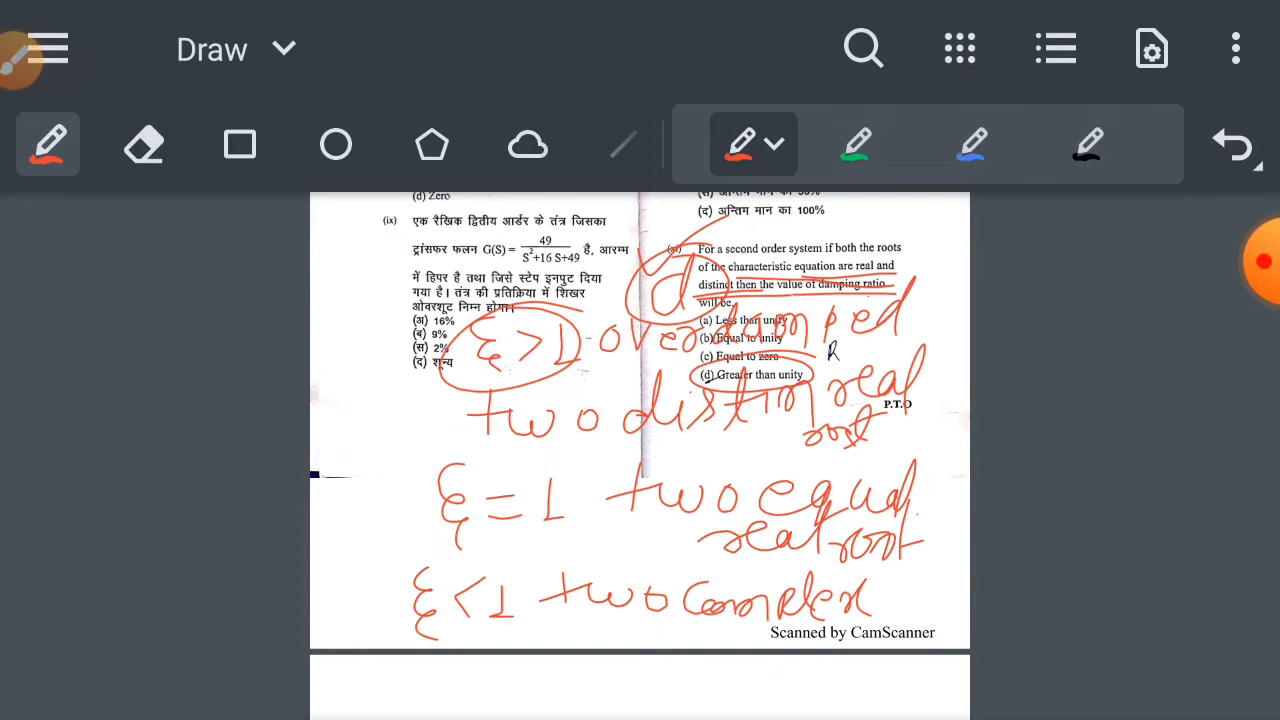 Draw
(d) Zero
(ix) एक रैखिक द्वितीय आर्डर के तंत्र जिसका
ट्रांसफर फलन G(S) = 49 / S²+16 S+49 है, आरम्भ
में हिपर है तथा जिसे स्टेप इनपुट दिया
गया है। तंत्र की प्रतिक्रिया में शिखर
ओवरशूट निम्न होगा।
(अ) 16%
(ब) 9%
(स) 2%
(द) शून्य
(द) अन्तिम मान का 100%
For a second order system if both the roots
of the characteristic equation are real and
distinct then the value of damping ratio
will be.
(a) Less than unity
(b) Equal to unity
(c) Equal to zero
(d) Greater than unity
P.T.O
d
ξ > 1 overdamped
R
two distinn real
root
ξ = 1 two equal
real root
ξ < 1 two complex
Scanned by CamScanner